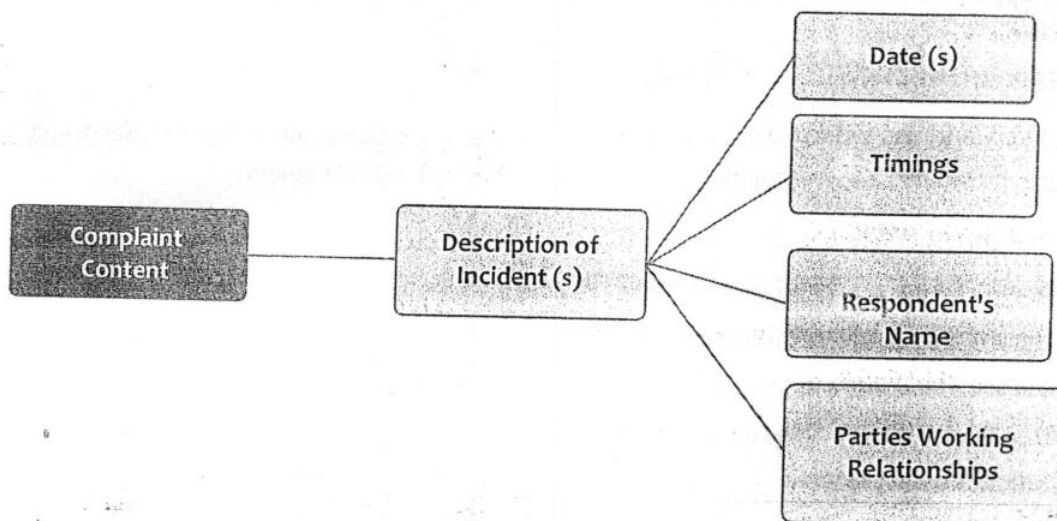 Complaint
Content
Description of
Incident (s)
Date (s)
Timings
Respondent's
Name
Parties Working
Relationships